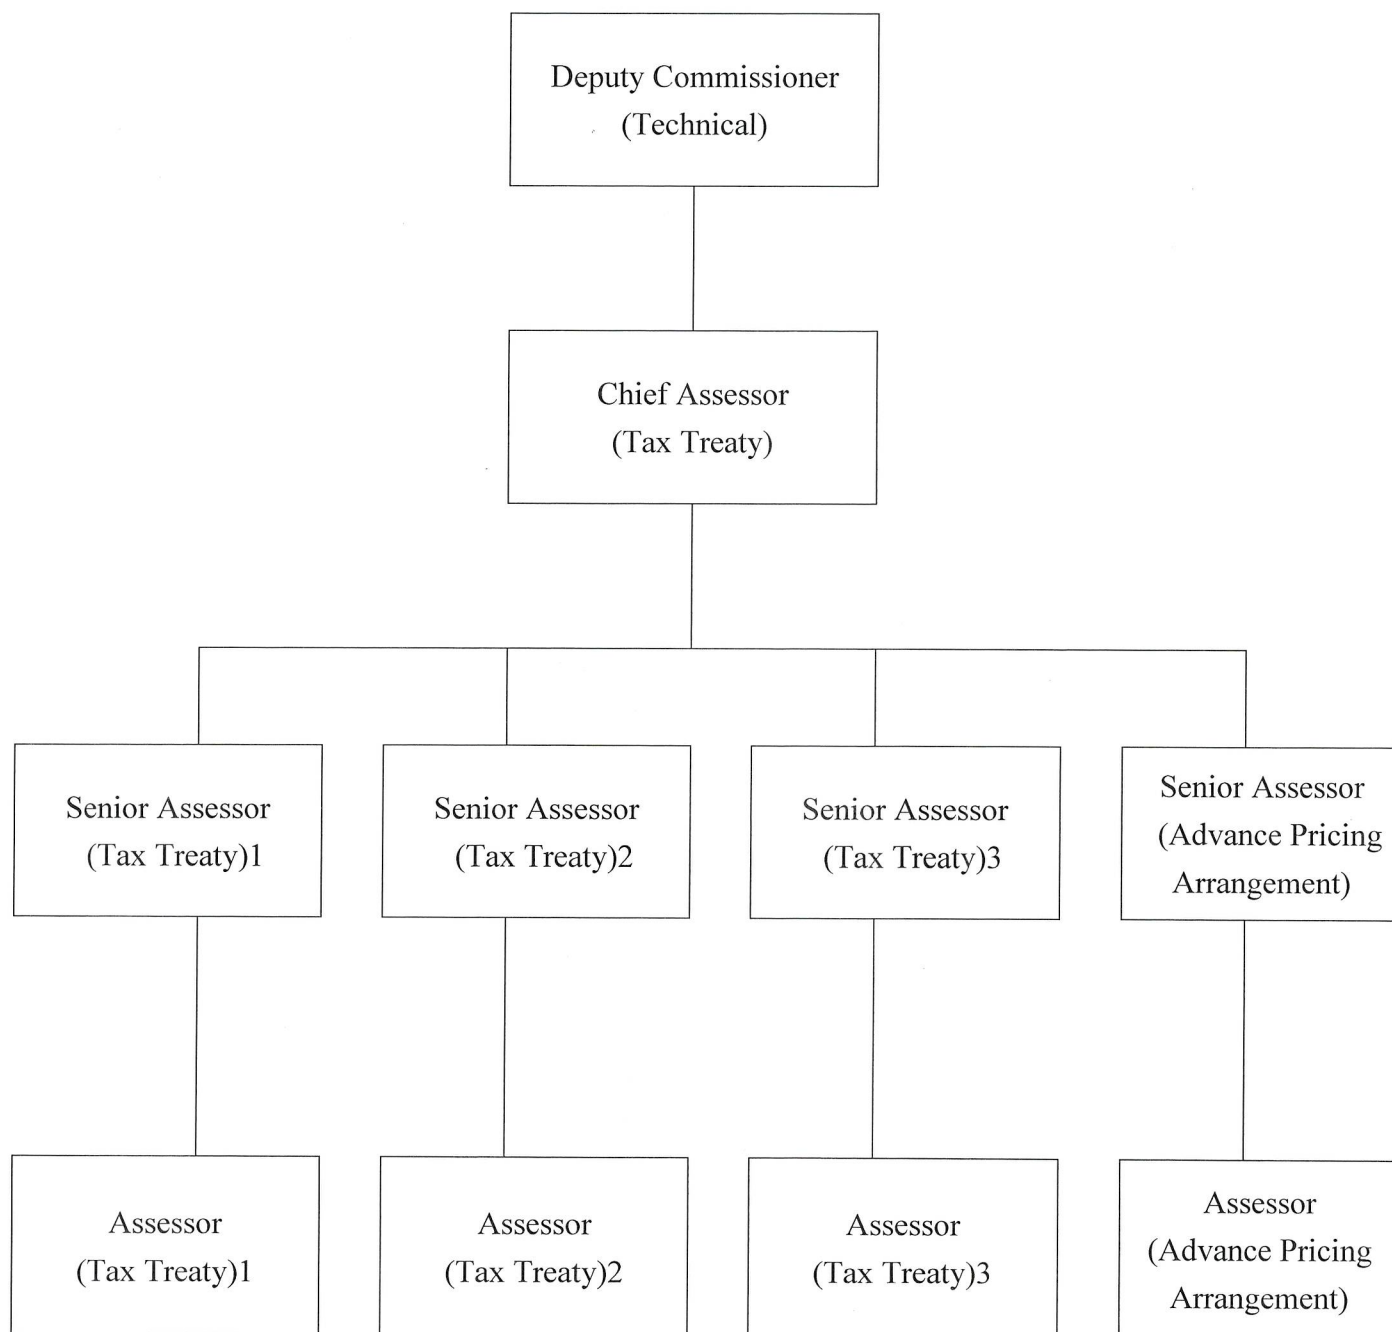 Deputy Commissioner
(Technical)
Chief Assessor
(Tax Treaty)
Senior Assessor
(Tax Treaty)1
Senior Assessor
(Tax Treaty)2
Senior Assessor
(Tax Treaty)3
Senior Assessor
(Advance Pricing
Arrangement)
Assessor
(Tax Treaty)1
Assessor
(Tax Treaty)2
Assessor
(Tax Treaty)3
Assessor
(Advance Pricing
Arrangement)